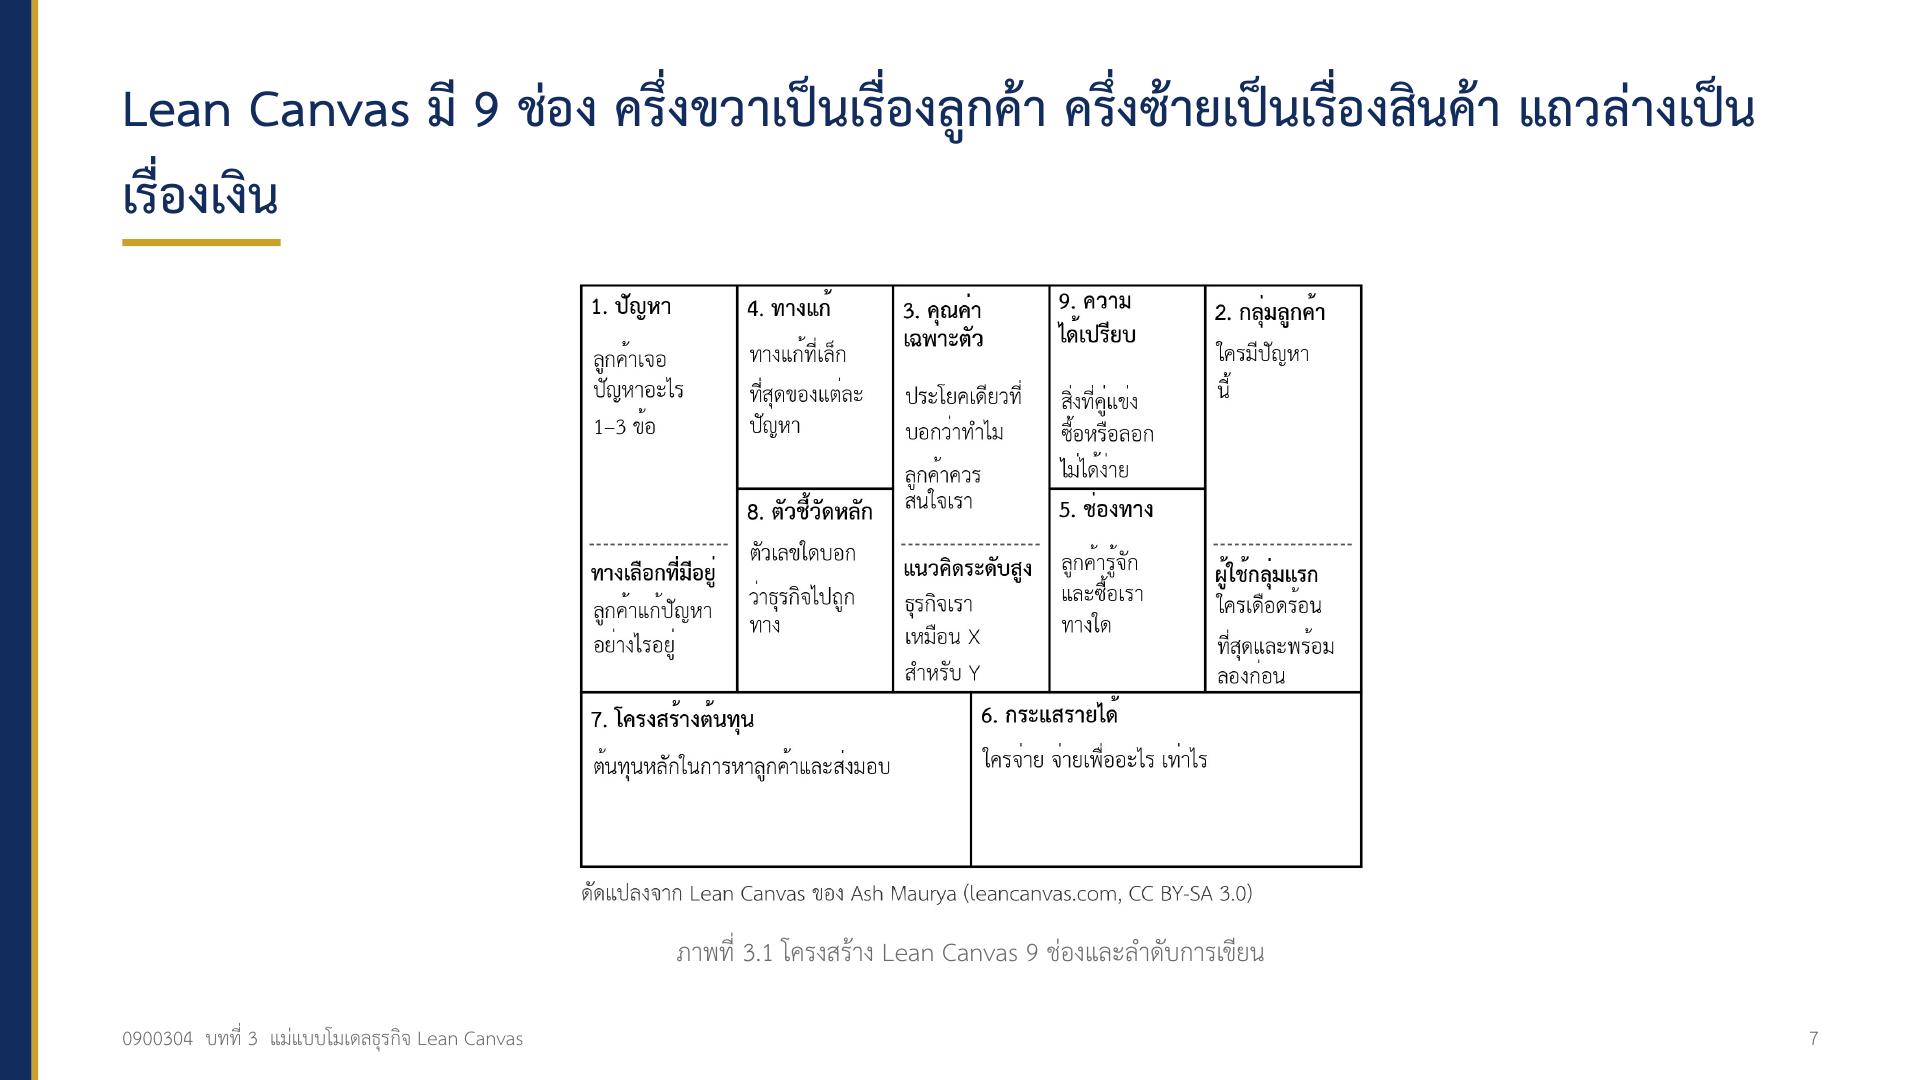 Lean Canvas มี 9 ช่อง ครึ่งขวาเป็นเรื่องลูกค้า ครึ่งซ้ายเป็นเรื่องสินค้า แถวล่างเป็น
เรื่องเงิน
1. ปัญหา
ลูกค้าเจอ
ปัญหาอะไร
1–3 ข้อ
ทางเลือกที่มีอยู่
ลูกค้าแก้ปัญหา
อย่างไรอยู่
4. ทางแก้
ทางแก้ที่เล็ก
ที่สุดของแต่ละ
ปัญหา
8. ตัวชี้วัดหลัก
ตัวเลขใดบอก
ว่าธุรกิจไปถูก
ทาง
3. คุณค่า
เฉพาะตัว
ประโยคเดียวที่
บอกว่าทำไม
ลูกค้าควร
สนใจเรา
แนวคิดระดับสูง
ธุรกิจเรา
เหมือน X
สำหรับ Y
9. ความ
ได้เปรียบ
สิ่งที่คู่แข่ง
ซื้อหรือลอก
ไม่ได้ง่าย
5. ช่องทาง
ลูกค้ารู้จัก
และซื้อเรา
ทางใด
2. กลุ่มลูกค้า
ใครมีปัญหา
นี้
ผู้ใช้กลุ่มแรก
ใครเดือดร้อน
ที่สุดและพร้อม
ลองก่อน
7. โครงสร้างต้นทุน
ต้นทุนหลักในการหาลูกค้าและส่งมอบ
6. กระแสรายได้
ใครจ่าย จ่ายเพื่ออะไร เท่าไร
ดัดแปลงจาก Lean Canvas ของ Ash Maurya (leancanvas.com, CC BY-SA 3.0)
ภาพที่ 3.1 โครงสร้าง Lean Canvas 9 ช่องและลำดับการเขียน
0900304 บทที่ 3 แม่แบบโมเดลธุรกิจ Lean Canvas
7